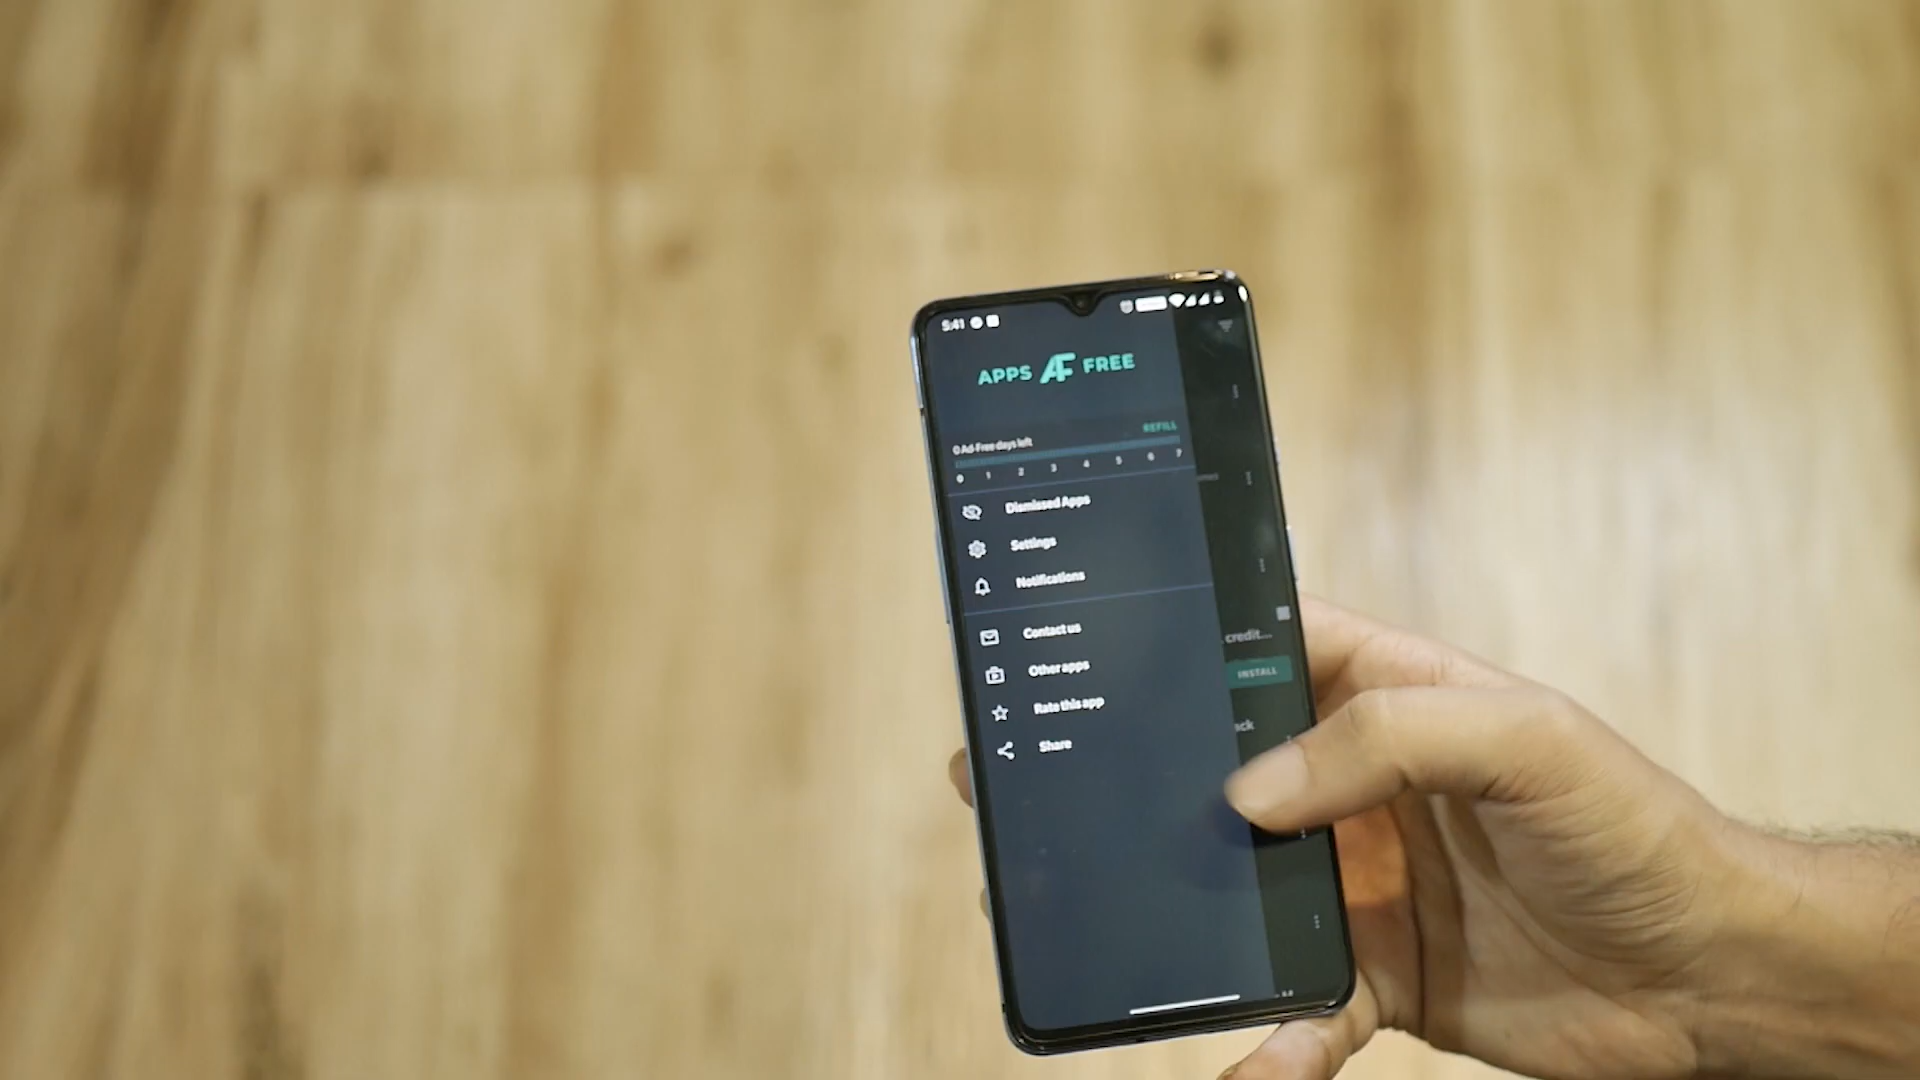 5:41
APPS AF FREE
REFILL
0 Ad-Free days left
0 1 2 3 4 5 6 7
Dismissed Apps
Settings
Notifications
Contact us
credit...
Other apps
INSTALL
Rate this app
Share